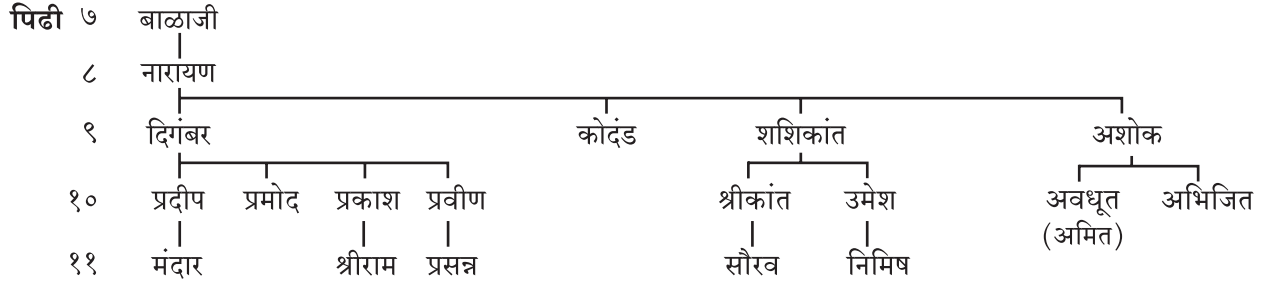 पिढी ७ बाळाजी
८ नारायण
९ दिगंबर कोदंड शशिकांत अशोक
१० प्रदीप प्रमोद प्रकाश प्रवीण श्रीकांत उमेश अवधूत अभिजित
(अमित)
११ मंदार श्रीराम प्रसन्न सौरव निमिष